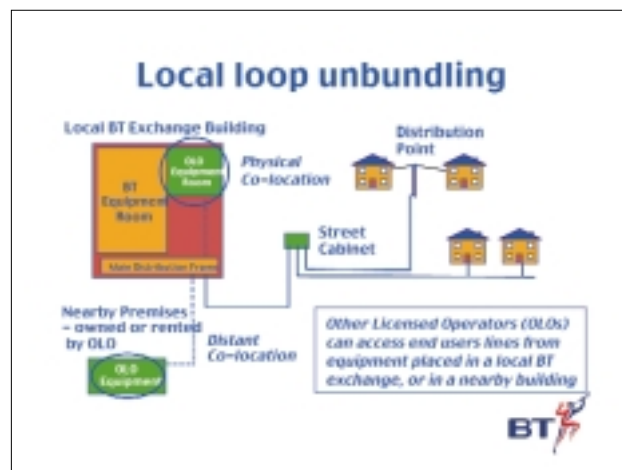 Local loop unbundling
Local BT Exchange Building
OLO
Equipment
Room
Physical
Co-location
BT
Equipment
Room
Main Distribution Frame
Distribution
Point
Street
Cabinet
Nearby Premises
- owned or rented
by OLO
Distant
Co-location
OLO
Equipment
Other Licensed Operators (OLOs)
can access end users lines from
equipment placed in a local BT
exchange, or in a nearby building
BT